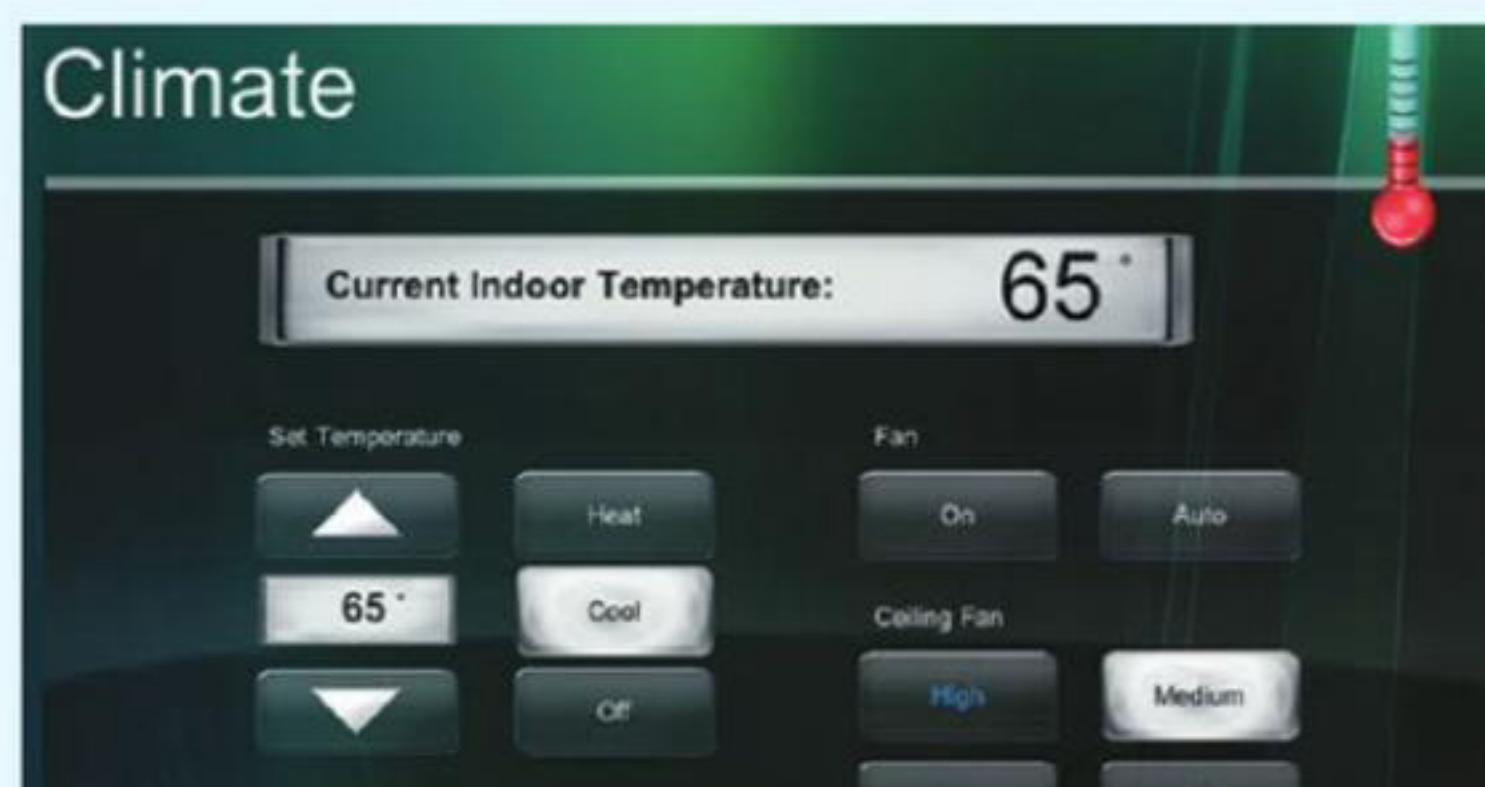 Climate
Current Indoor Temperature: 65°
Set Temperature
Fan
Heat
On
Auto
65°
Cool
Ceiling Fan
Off
High
Medium